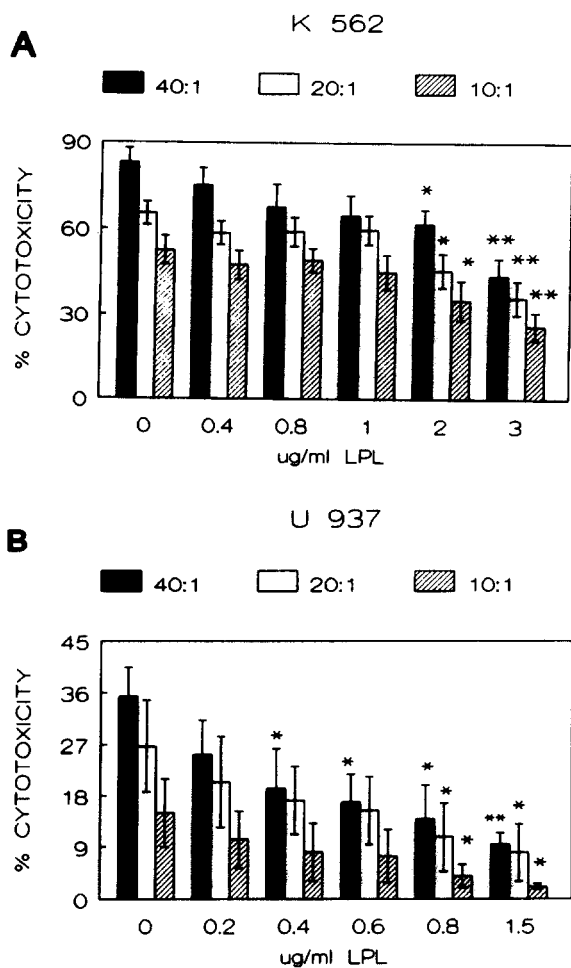 K 562
A
40:1 20:1 10:1
90
60
30
0
% CYTOTOXICITY
* * *
** ** **
0 0.4 0.8 1 2 3
ug/ml LPL
U 937
B
40:1 20:1 10:1
45
36
27
18
9
0
% CYTOTOXICITY
* * * * * ** * *
0 0.2 0.4 0.6 0.8 1.5
ug/ml LPL